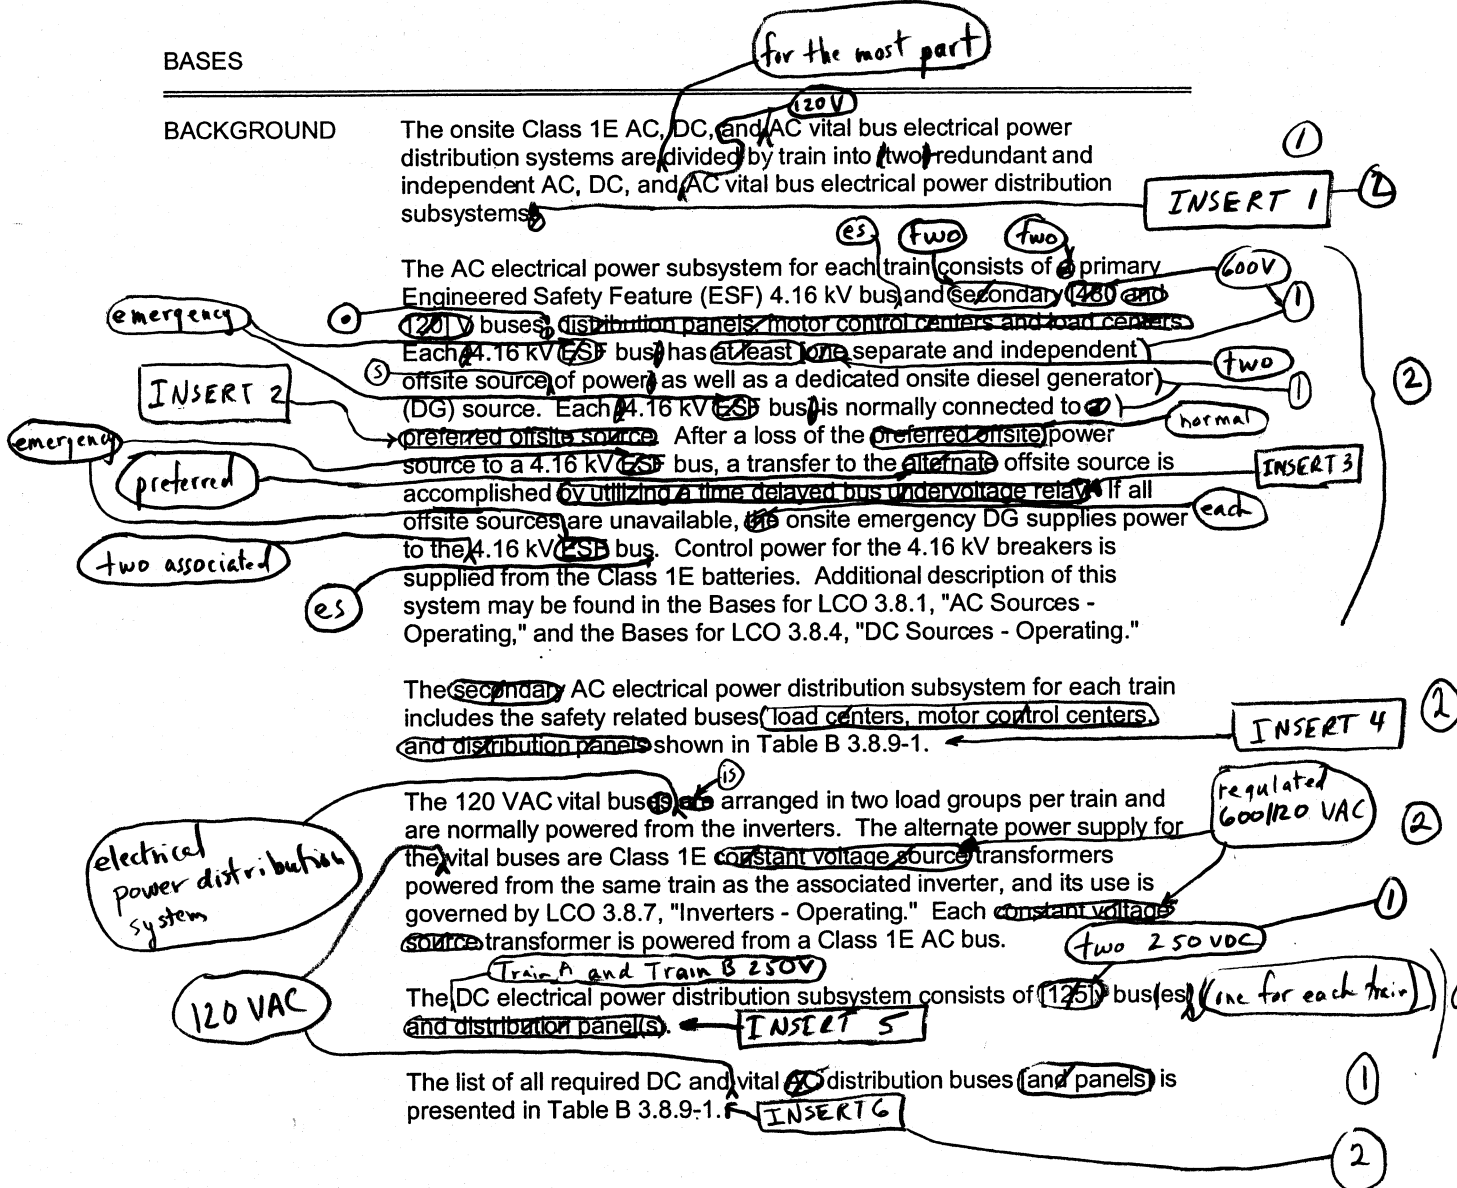 for the most part
BASES
120V
BACKGROUND The onsite Class 1E AC, DC, and AC vital bus electrical power
distribution systems are divided by train into [two] redundant and
independent AC, DC, and AC vital bus electrical power distribution
subsystems.
1
INSERT 1 2
es two two
The AC electrical power subsystem for each train consists of a primary
600V
Engineered Safety Feature (ESF) 4.16 kV bus and secondary [480 and
emergency 1
120] V buses, distribution panels, motor control centers and load centers.
Each [4.16 kV ESF bus] has at least [one separate and independent
two
s
offsite source of power] as well as a dedicated onsite diesel generator
INSERT 2 1 2
(DG) source. Each [4.16 kV ESF bus] is normally connected to a
normal
emergency preferred offsite source. After a loss of the preferred offsite power
source to a 4.16 kV ESF bus, a transfer to the alternate offsite source is
preferred INSERT 3
accomplished by utilizing a time delayed bus undervoltage relay. If all
offsite sources are unavailable, the onsite emergency DG supplies power
each
to the 4.16 kV ESF bus. Control power for the 4.16 kV breakers is
two associated
supplied from the Class 1E batteries. Additional description of this
es
system may be found in the Bases for LCO 3.8.1, "AC Sources -
Operating," and the Bases for LCO 3.8.4, "DC Sources - Operating."
The secondary AC electrical power distribution subsystem for each train
includes the safety related buses, load centers, motor control centers,
and distribution panels shown in Table B 3.8.9-1.
INSERT 4 2
is
The 120 VAC vital buses are arranged in two load groups per train and
regulated
600/120 VAC 2
are normally powered from the inverters. The alternate power supply for
electrical
power distribution
system
the vital buses are Class 1E constant voltage source transformers
powered from the same train as the associated inverter, and its use is
governed by LCO 3.8.7, "Inverters - Operating." Each constant voltage
1
source transformer is powered from a Class 1E AC bus.
two 250 VDC
Train A and Train B 250V
120 VAC
The DC electrical power distribution subsystem consists of [125] V bus(es)
(one for each train)
and distribution panel(s).
INSERT 5
The list of all required DC and vital AC distribution buses [and panels] is
1
presented in Table B 3.8.9-1.
INSERT 6
2